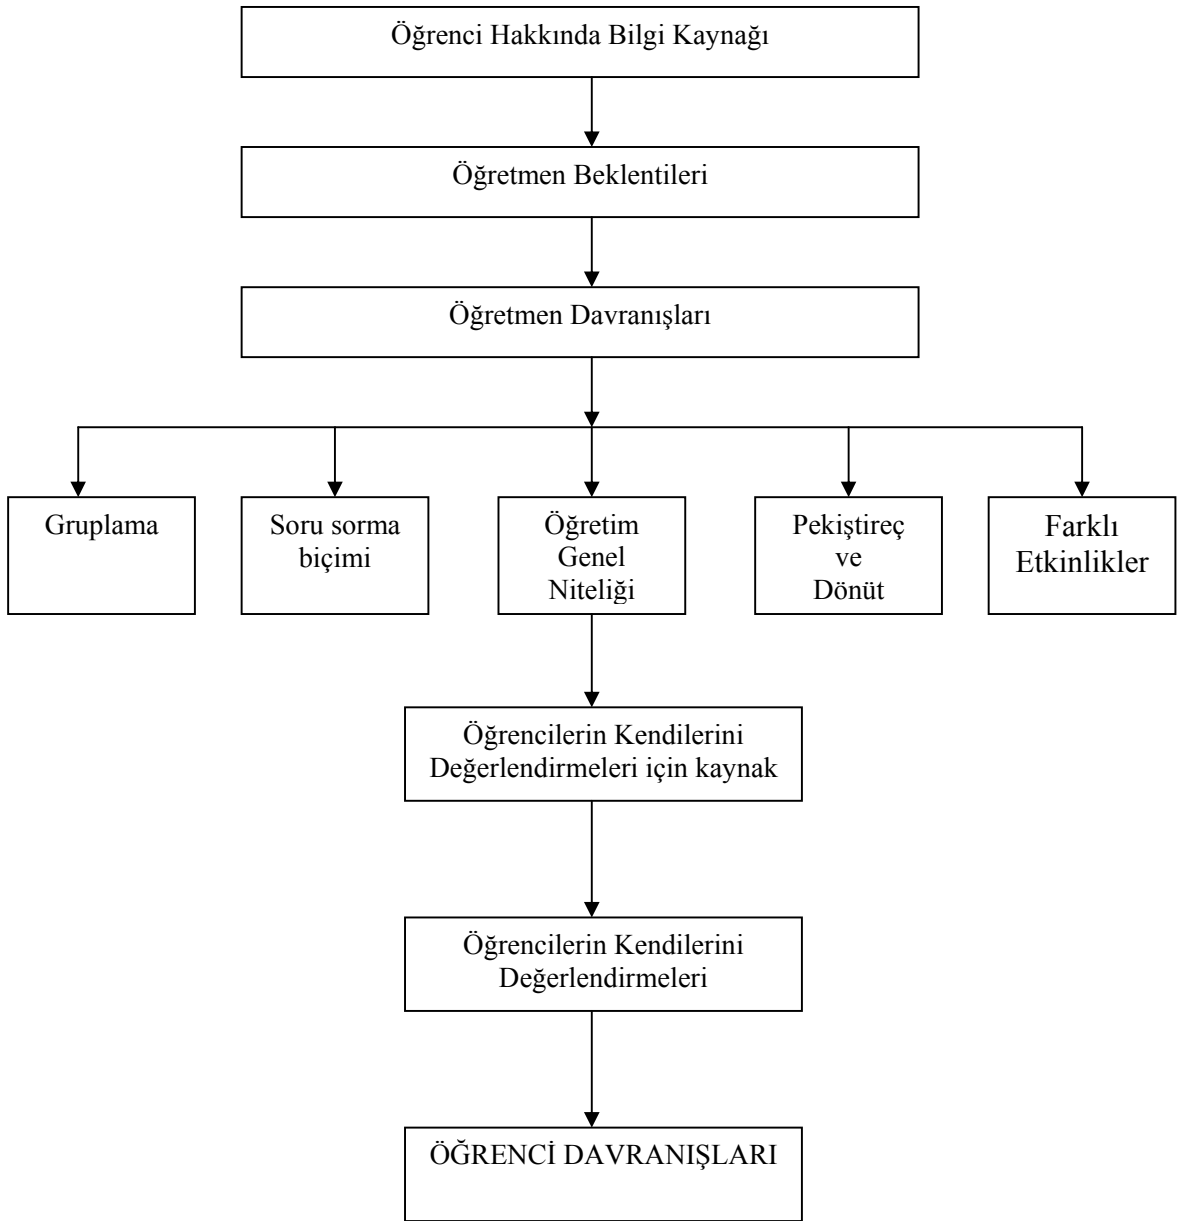 Öğrenci Hakkında Bilgi Kaynağı
Öğretmen Beklentileri
Öğretmen Davranışları
Gruplama
Soru sorma
biçimi
Öğretim
Genel
Niteliği
Pekiştireç
ve
Dönüt
Farklı
Etkinlikler
Öğrencilerin Kendilerini
Değerlendirmeleri için kaynak
Öğrencilerin Kendilerini
Değerlendirmeleri
ÖĞRENCİ DAVRANIŞLARI